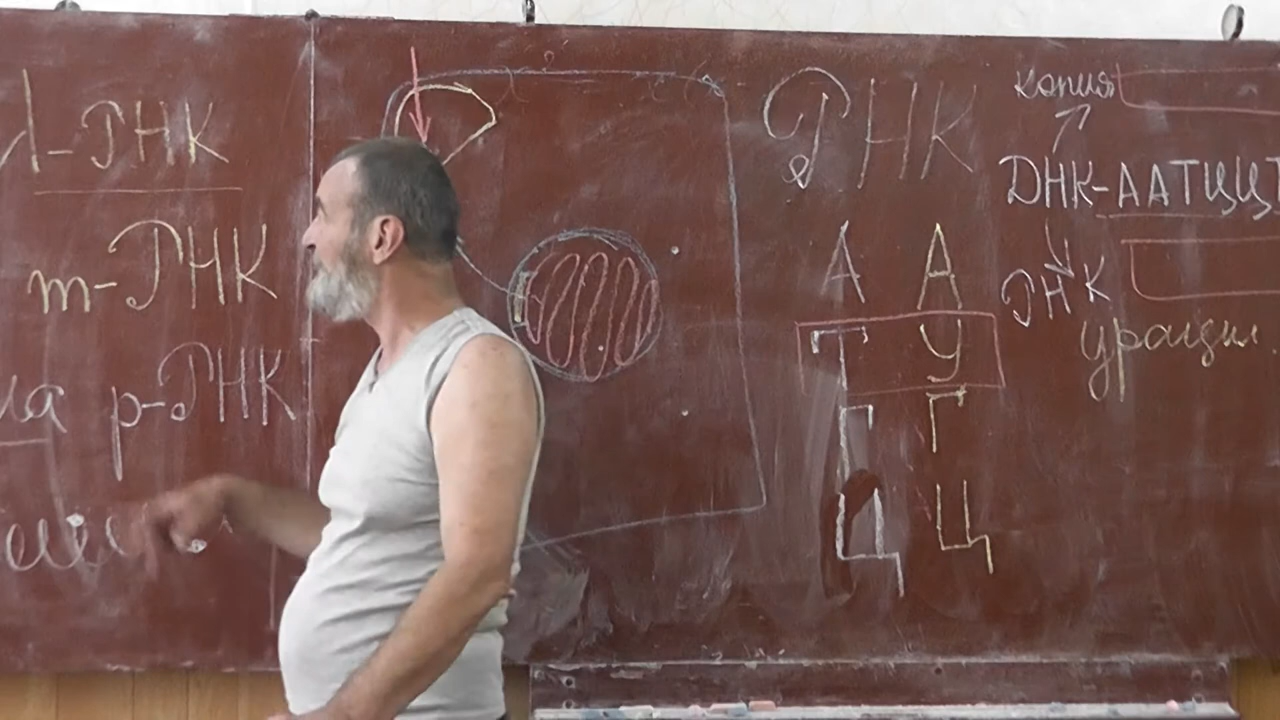 РНК
т-РНК
р-РНК
РНК
А А
Т У
Г Г
Ц Ц
копия
ДНК-ААТЦЦТ
РНК
урацил